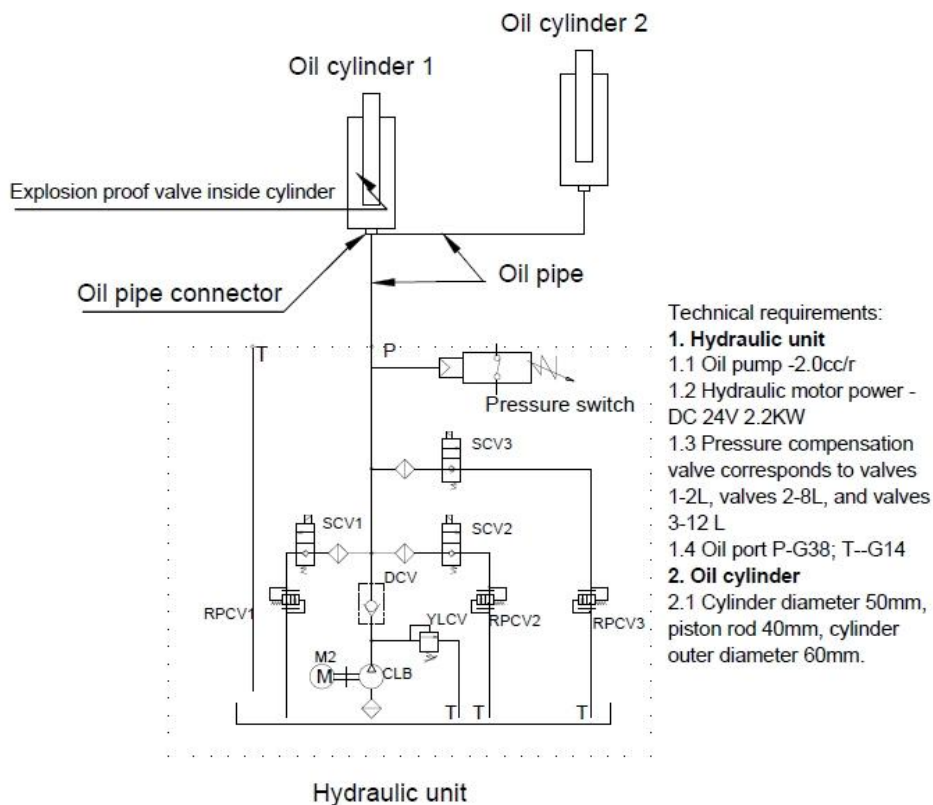 Oil cylinder 2
Oil cylinder 1
Explosion proof valve inside cylinder
Oil pipe
Oil pipe connector
T
P
Pressure switch
SCV3
SCV1
SCV2
DCV
RPCV1
YLCV
RPCV2
RPCV3
M2
M
CLB
T
T
T
Hydraulic unit
Technical requirements:
1. Hydraulic unit
1.1 Oil pump -2.0cc/r
1.2 Hydraulic motor power -
DC 24V 2.2KW
1.3 Pressure compensation
valve corresponds to valves
1-2L, valves 2-8L, and valves
3-12 L
1.4 Oil port P-G38; T--G14
2. Oil cylinder
2.1 Cylinder diameter 50mm,
piston rod 40mm, cylinder
outer diameter 60mm.